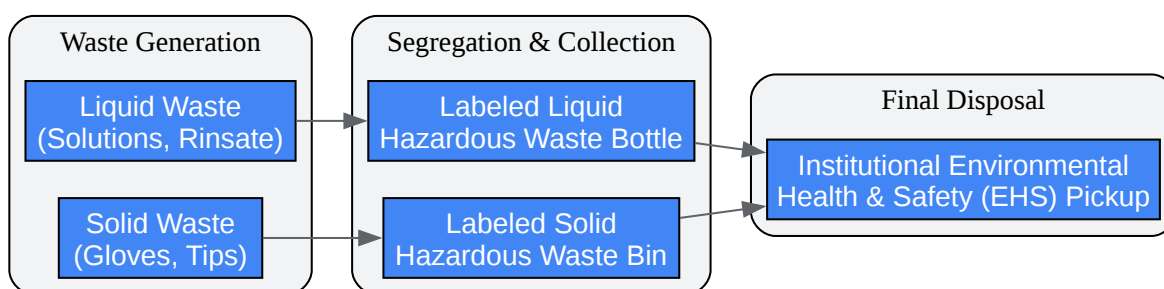 Waste Generation
Liquid Waste
(Solutions, Rinsate)
Solid Waste
(Gloves, Tips)
Segregation & Collection
Labeled Liquid
Hazardous Waste Bottle
Labeled Solid
Hazardous Waste Bin
Final Disposal
Institutional Environmental
Health & Safety (EHS) Pickup